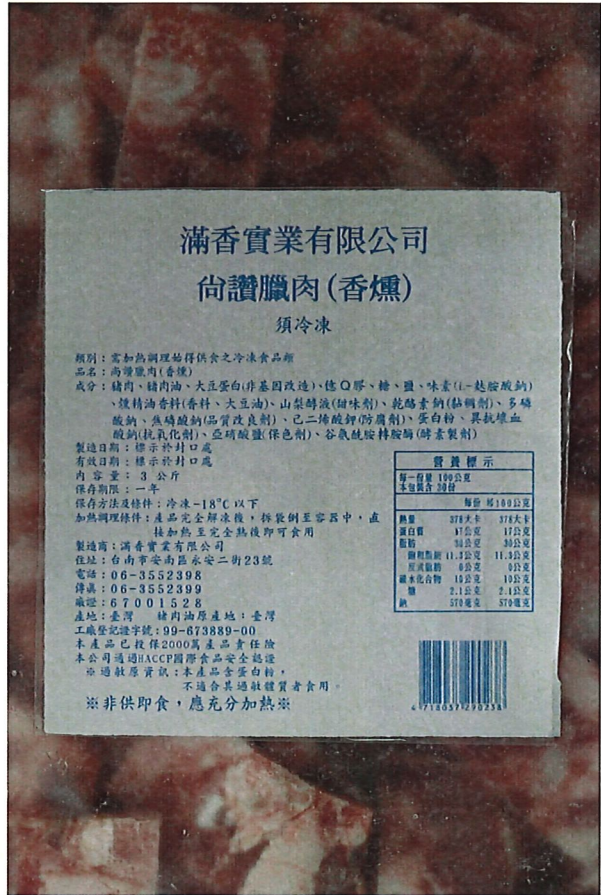 滿香實業有限公司
尙讚臘肉(香燻)
須冷凍
類別：需加熱調理始得供食之冷凍食品類
品名：尚讚臘肉(香燻)
成分：豬肉、豬肉油、大豆蛋白(非基因改造)、億Q膠、糖、鹽、味素(L-麩胺酸鈉)
、燻精油香料(香料、大豆油)、山梨醇液(甜味劑)、乾酪素鈉(黏稠劑)、多磷
酸鈉、焦磷酸鈉(品質改良劑)、己二烯酸鉀(防腐劑)、蛋白粉、異抗壞血
酸鈉(抗氧化劑)、亞硝酸鹽(保色劑)、谷氨酰胺轉胺酶(酵素製劑)
製造日期：標示於封口處
有效日期：標示於封口處
內容量：3 公斤
保存期限：一年
保存方法及條件：冷凍-18°C 以下
加熱調理條件：產品完全解凍後，拆袋倒至容器中，直
接加熱至完全熟後即可食用
製造商：滿香實業有限公司
住址：台南市安南區永安二街23號
電話：06-3552398
傳真：06-3552399
廠證：67001528
產地：臺灣 豬肉油原產地：臺灣
工廠登記證字號：99-673889-00
本產品已投保2000萬產品責任險
本公司通過HACCP國際食品安全認證
※過敏原資訊：本產品含蛋白粉，
不適合其過敏體質者食用。
※非供即食，應充分加熱※
營養標示
每一份量 100公克
本包裝含 30份
每份 每100公克
熱量 378大卡 378大卡
蛋白質 17公克 17公克
脂肪 30公克 30公克
飽和脂肪 11.3公克 11.3公克
反式脂肪 0公克 0公克
碳水化合物 10公克 10公克
糖 2.1公克 2.1公克
鈉 570毫克 570毫克
4718037290238